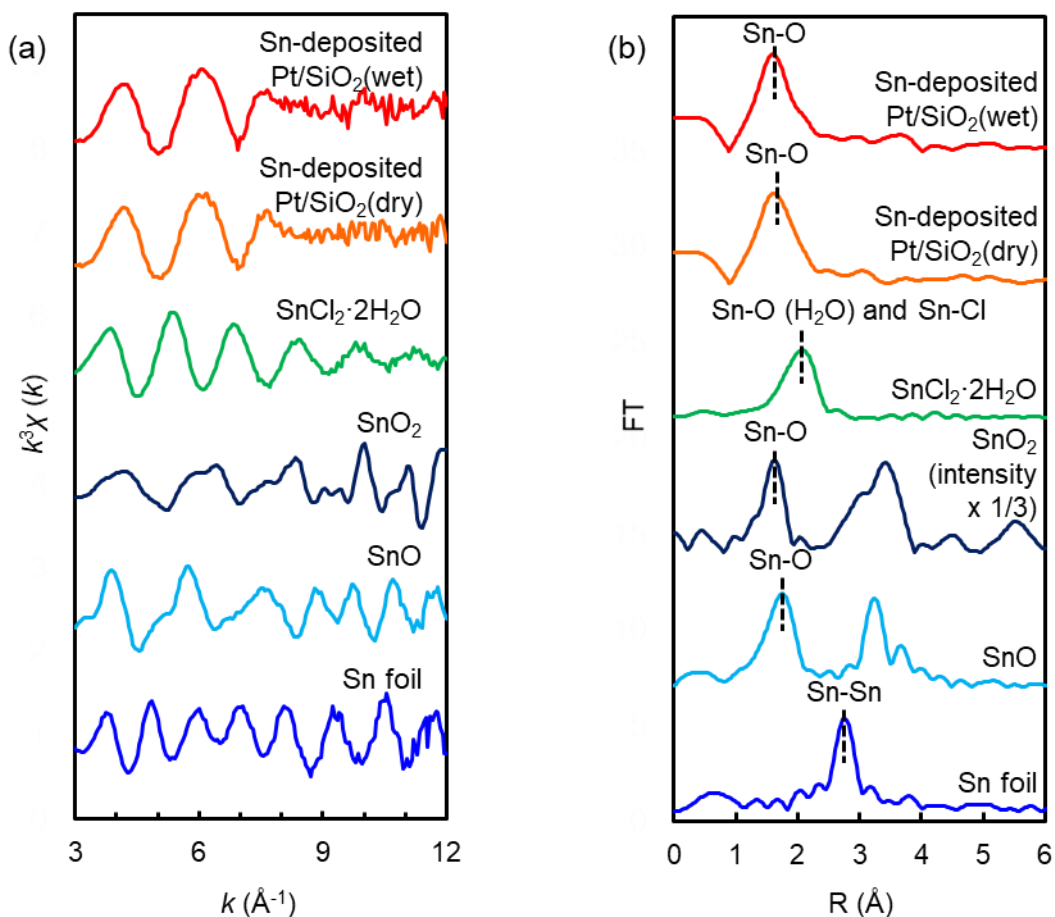 (a)
Sn-deposited
Pt/SiO₂(wet)
Sn-deposited
Pt/SiO₂(dry)
SnCl₂·2H₂O
SnO₂
SnO
Sn foil
k³χ (k)
3 6 9 12
k (Å⁻¹)
(b)
Sn-O
Sn-deposited
Pt/SiO₂(wet)
Sn-O
Sn-deposited
Pt/SiO₂(dry)
Sn-O (H₂O) and Sn-Cl
SnCl₂·2H₂O
Sn-O
SnO₂
(intensity
x 1/3)
Sn-O
SnO
Sn-Sn
Sn foil
FT
0 1 2 3 4 5 6
R (Å)